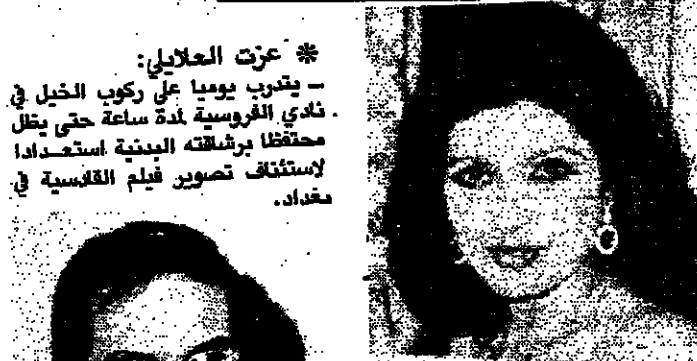 * عزت العلايلي:
— يتدرب يوميا على ركوب الخيل في
نادي الفروسية لمدة ساعة حتى يظل
محتفظا برشاقته البدنية استعدادا
لاستئناف تصوير فيلم القادسية في
بغداد.